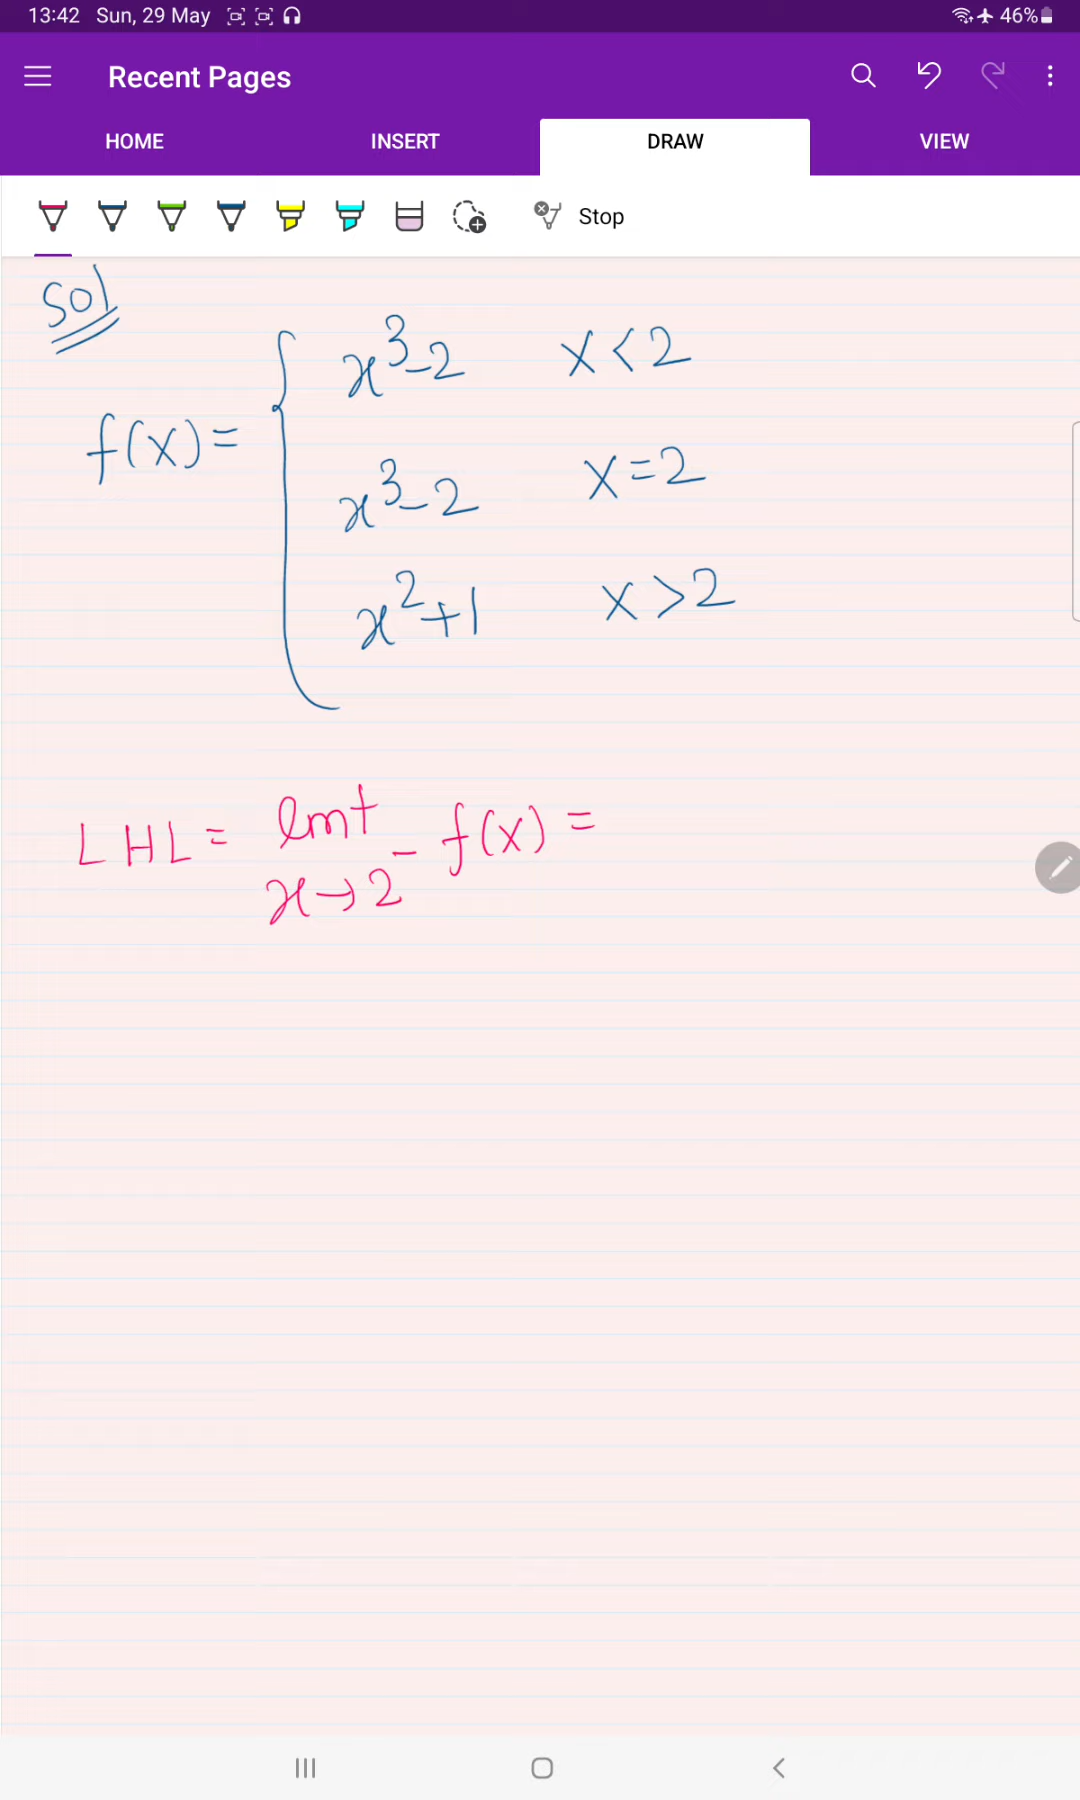 13:42 Sun, 29 May 46%
Recent Pages
HOME INSERT DRAW VIEW
Stop
Sol
f(x)= { x³-2 x<2
x³-2 x=2
x²+1 x>2
LHL = lmt f(x) =
x→2⁻